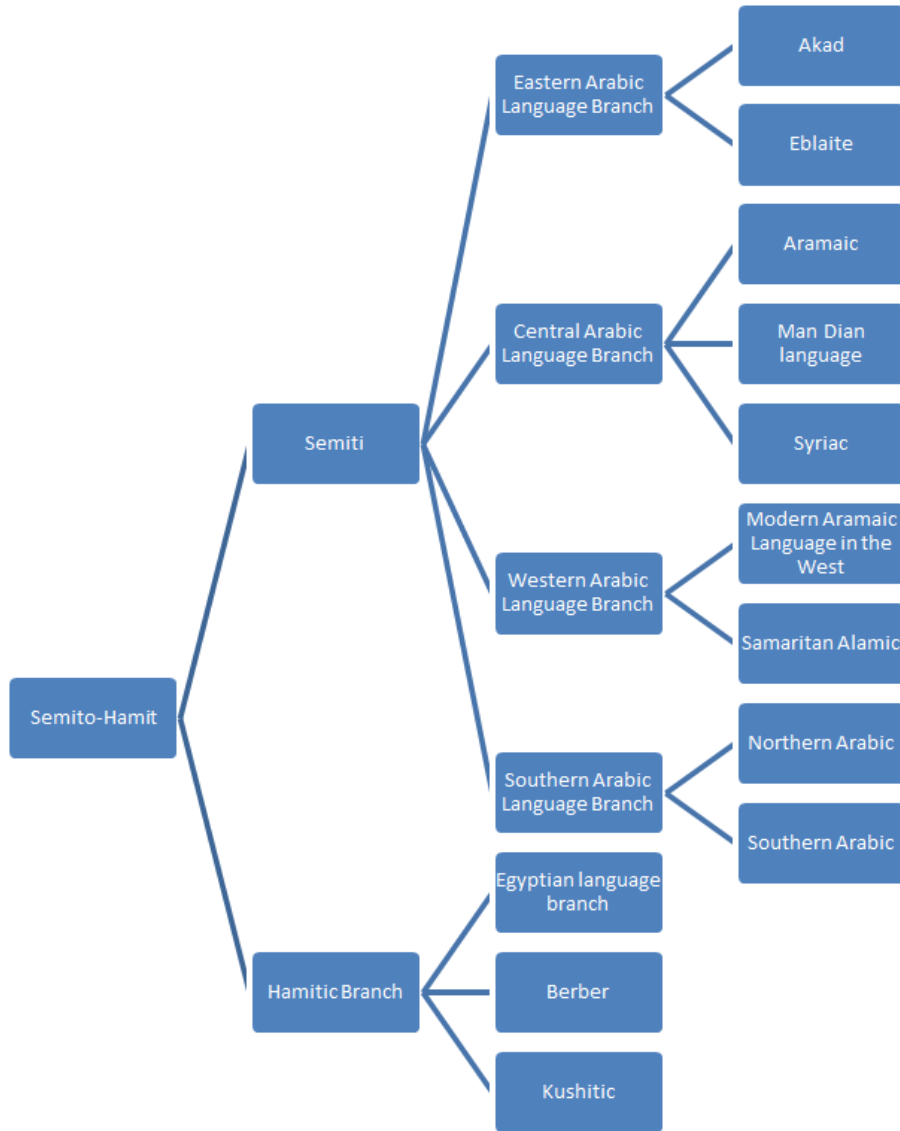 Akad
Eastern Arabic
Language Branch
Eblaite
Aramaic
Central Arabic
Language Branch
Man Dian
language
Semiti
Syriac
Modern Aramaic
Language in the
West
Western Arabic
Language Branch
Samaritan Alamic
Semito-Hamit
Northern Arabic
Southern Arabic
Language Branch
Southern Arabic
Egyptian language
branch
Hamitic Branch
Berber
Kushitic